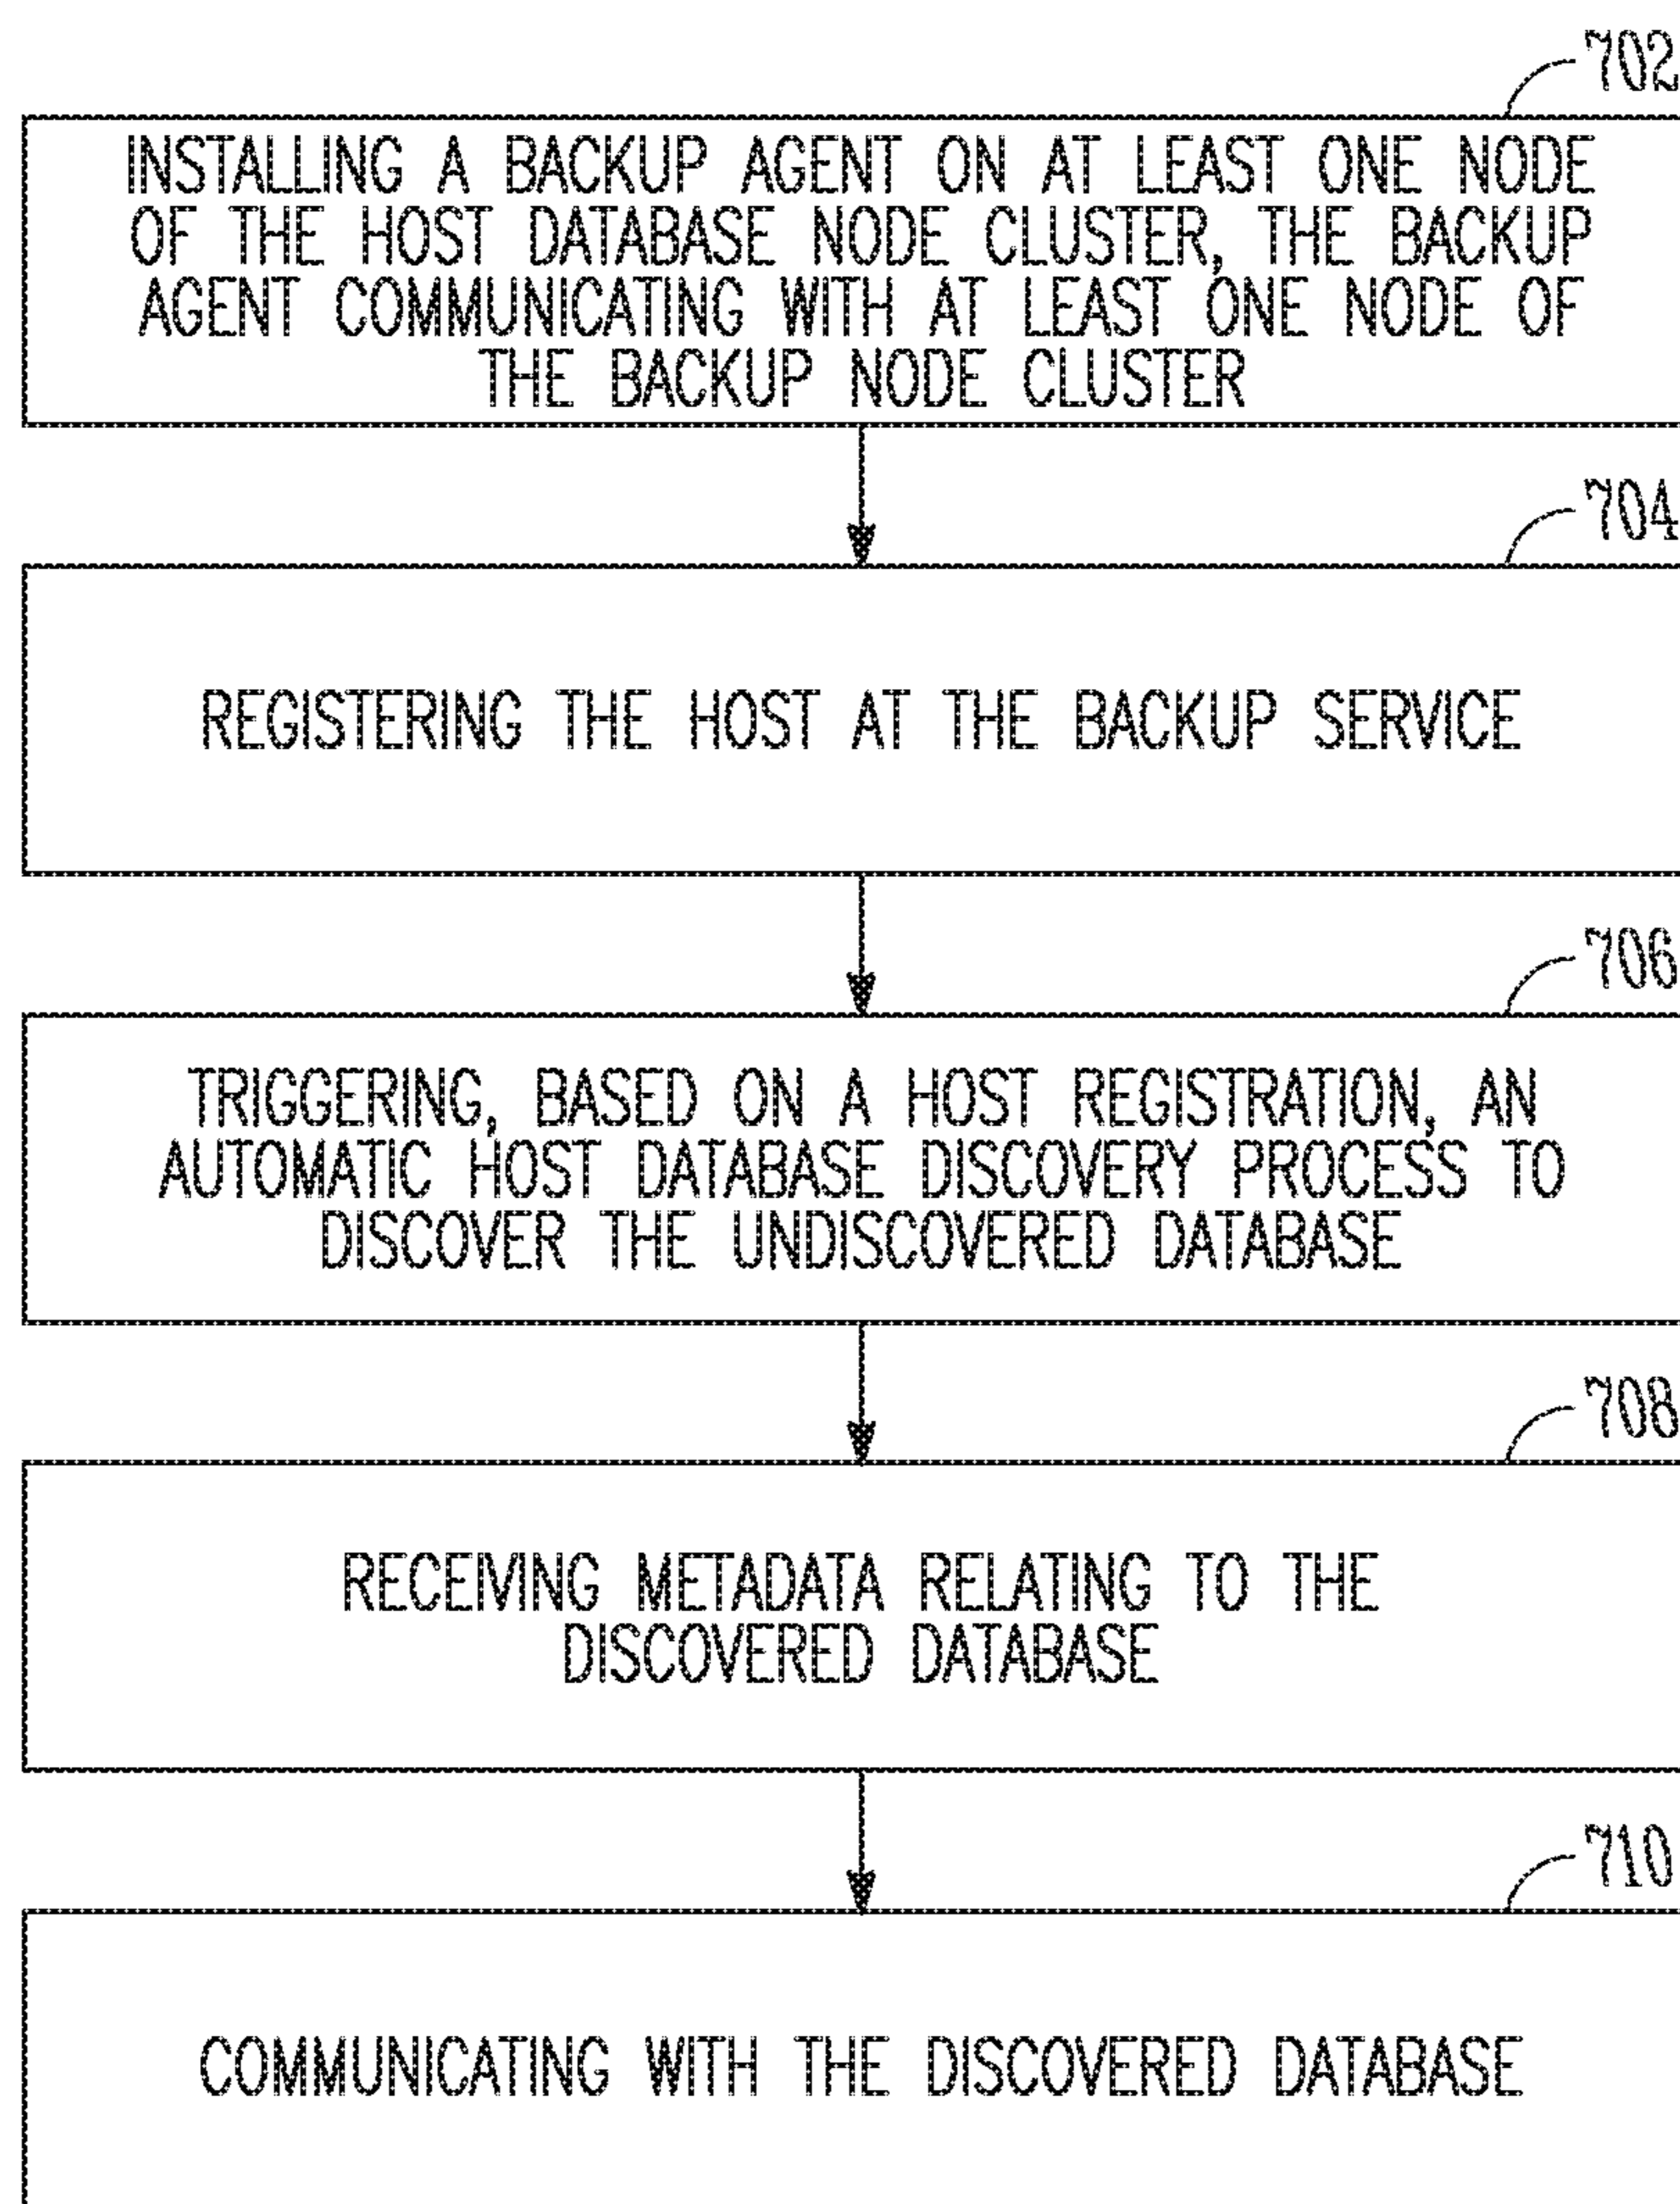 702
INSTALLING A BACKUP AGENT ON AT LEAST ONE NODE
OF THE HOST DATABASE NODE CLUSTER, THE BACKUP
AGENT COMMUNICATING WITH AT LEAST ONE NODE OF
THE BACKUP NODE CLUSTER
704
REGISTERING THE HOST AT THE BACKUP SERVICE
706
TRIGGERING, BASED ON A HOST REGISTRATION, AN
AUTOMATIC HOST DATABASE DISCOVERY PROCESS TO
DISCOVER THE UNDISCOVERED DATABASE
708
RECEIVING METADATA RELATING TO THE
DISCOVERED DATABASE
710
COMMUNICATING WITH THE DISCOVERED DATABASE